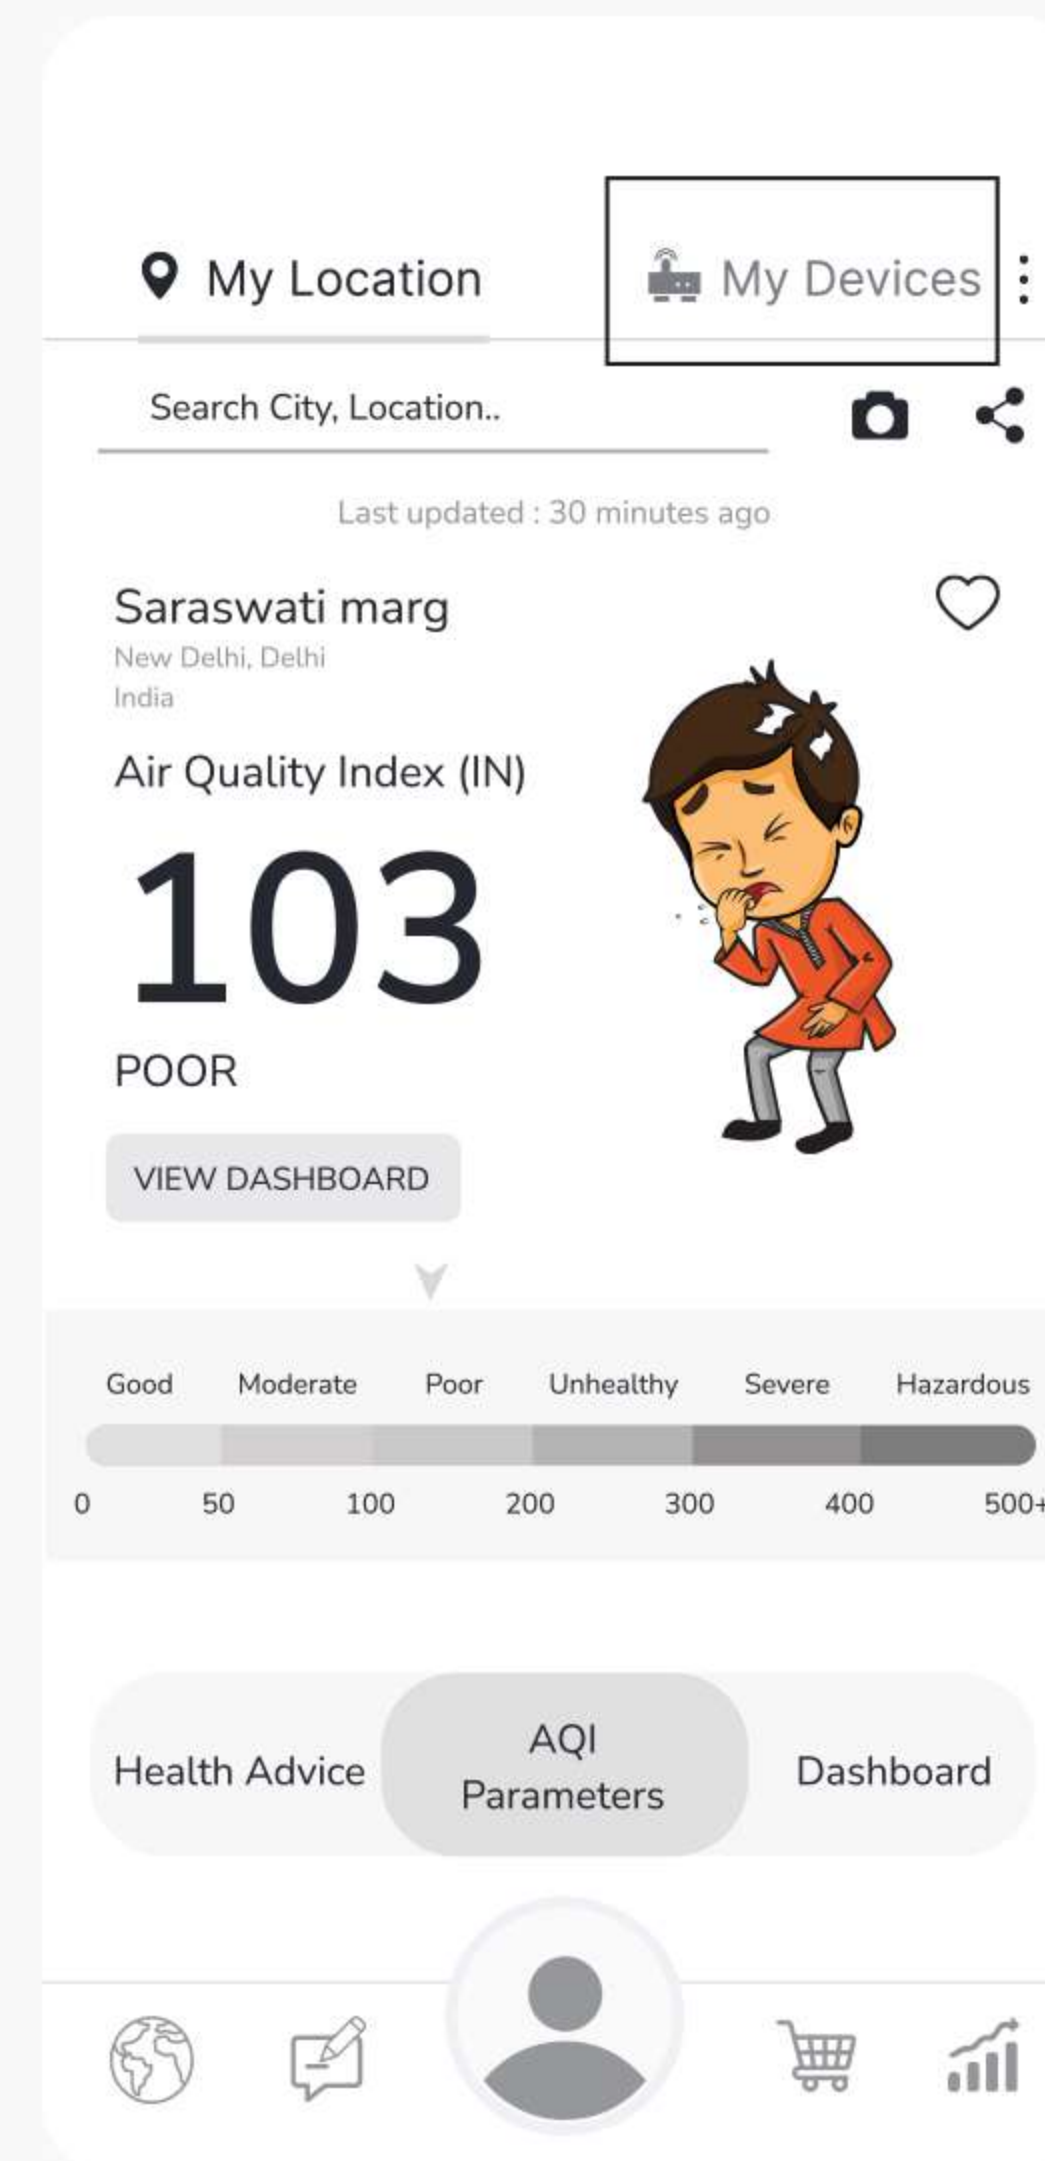 My Location
My Devices
Search City, Location..
Last updated : 30 minutes ago
Saraswati marg
New Delhi, Delhi
India
Air Quality Index (IN)
103
POOR
VIEW DASHBOARD
Good Moderate Poor Unhealthy Severe Hazardous
0 50 100 200 300 400 500+
Health Advice
AQI
Parameters
Dashboard